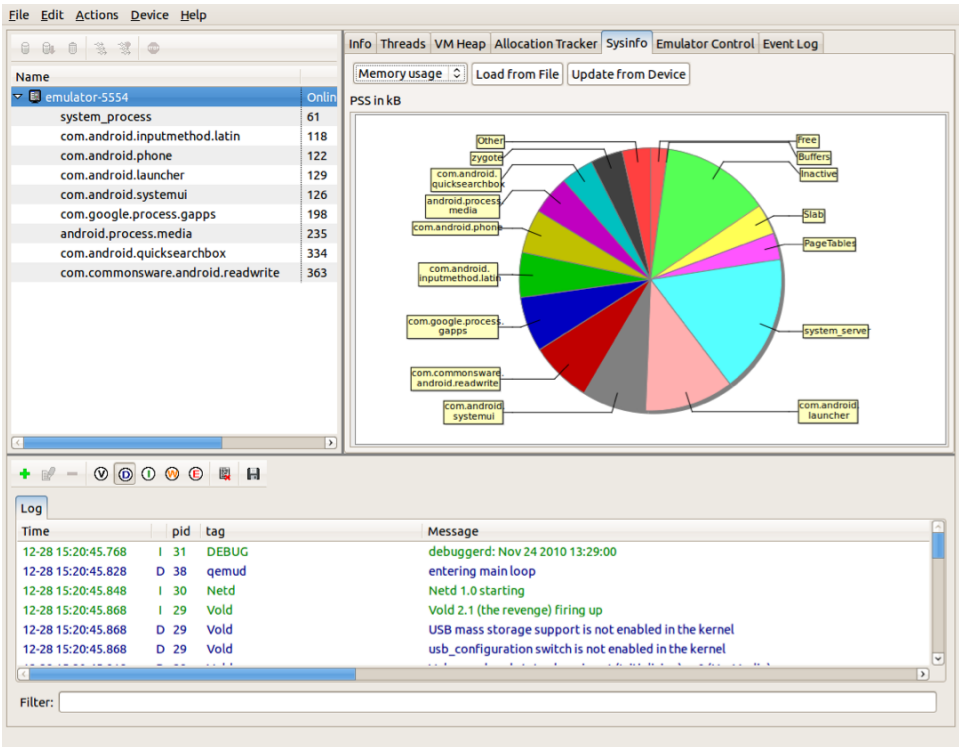 File Edit Actions Device Help
Name
emulator-5554 Onlin
system_process 61
com.android.inputmethod.latin 118
com.android.phone 122
com.android.launcher 129
com.android.systemui 126
com.google.process.gapps 198
android.process.media 235
com.android.quicksearchbox 334
com.commonsware.android.readwrite 363
Info Threads VM Heap Allocation Tracker Sysinfo Emulator Control Event Log
Memory usage Load from File Update from Device
PSS in kB
Other
zygote
com.android.
quicksearchbox
android.process
media
com.android.phone
com.android.
inputmethod.latin
com.google.process.
gapps
com.commonsware.
android.readwrite
com.android
systemui
Free
Buffers
Inactive
Slab
PageTables
system_server
com.android.
launcher
V D I W E
Log
Time pid tag Message
12-28 15:20:45.768 I 31 DEBUG debuggerd: Nov 24 2010 13:29:00
12-28 15:20:45.828 D 38 qemud entering main loop
12-28 15:20:45.848 I 30 Netd Netd 1.0 starting
12-28 15:20:45.868 I 29 Vold Vold 2.1 (the revenge) firing up
12-28 15:20:45.868 D 29 Vold USB mass storage support is not enabled in the kernel
12-28 15:20:45.868 D 29 Vold usb_configuration switch is not enabled in the kernel
Filter: